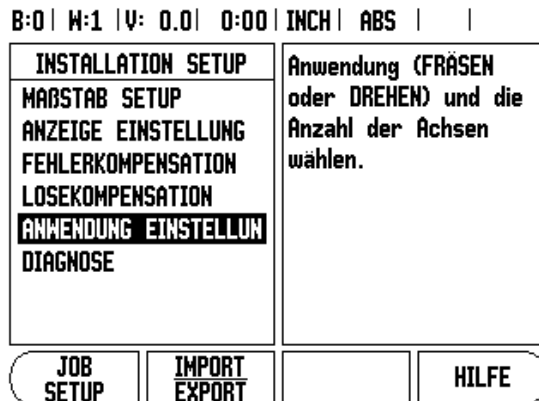 B:0| W:1 |V: 0.0| 0:00|INCH| ABS | |
INSTALLATION SETUP
MAßSTAB SETUP
ANZEIGE EINSTELLUNG
FEHLERKOMPENSATION
LOSEKOMPENSATION
ANWENDUNG EINSTELLUN
DIAGNOSE
Anwendung (FRÄSEN
oder DREHEN) und die
Anzahl der Achsen
wählen.
JOB
SETUP
IMPORT
EXPORT
HILFE